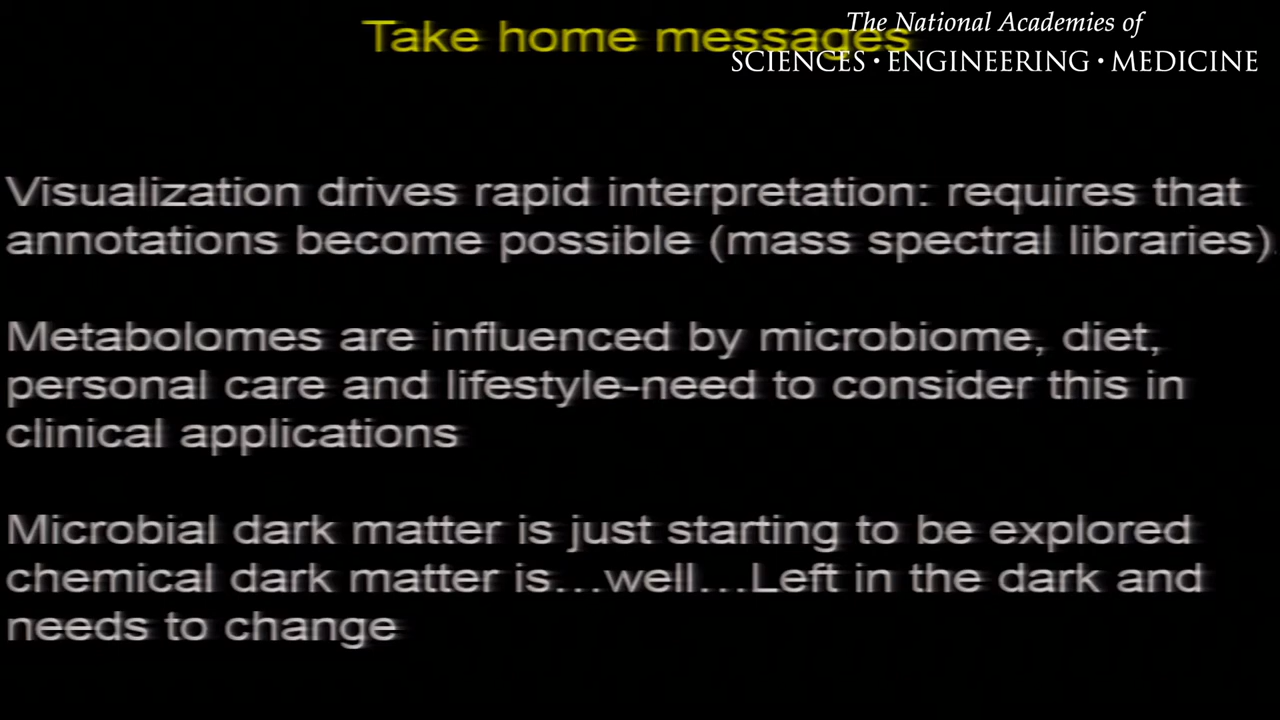 Take home messages
The National Academies of
SCIENCES • ENGINEERING • MEDICINE
Visualization drives rapid interpretation: requires that
annotations become possible (mass spectral libraries)
Metabolomes are influenced by microbiome, diet,
personal care and lifestyle-need to consider this in
clinical applications
Microbial dark matter is just starting to be explored
chemical dark matter is...well...Left in the dark and
needs to change